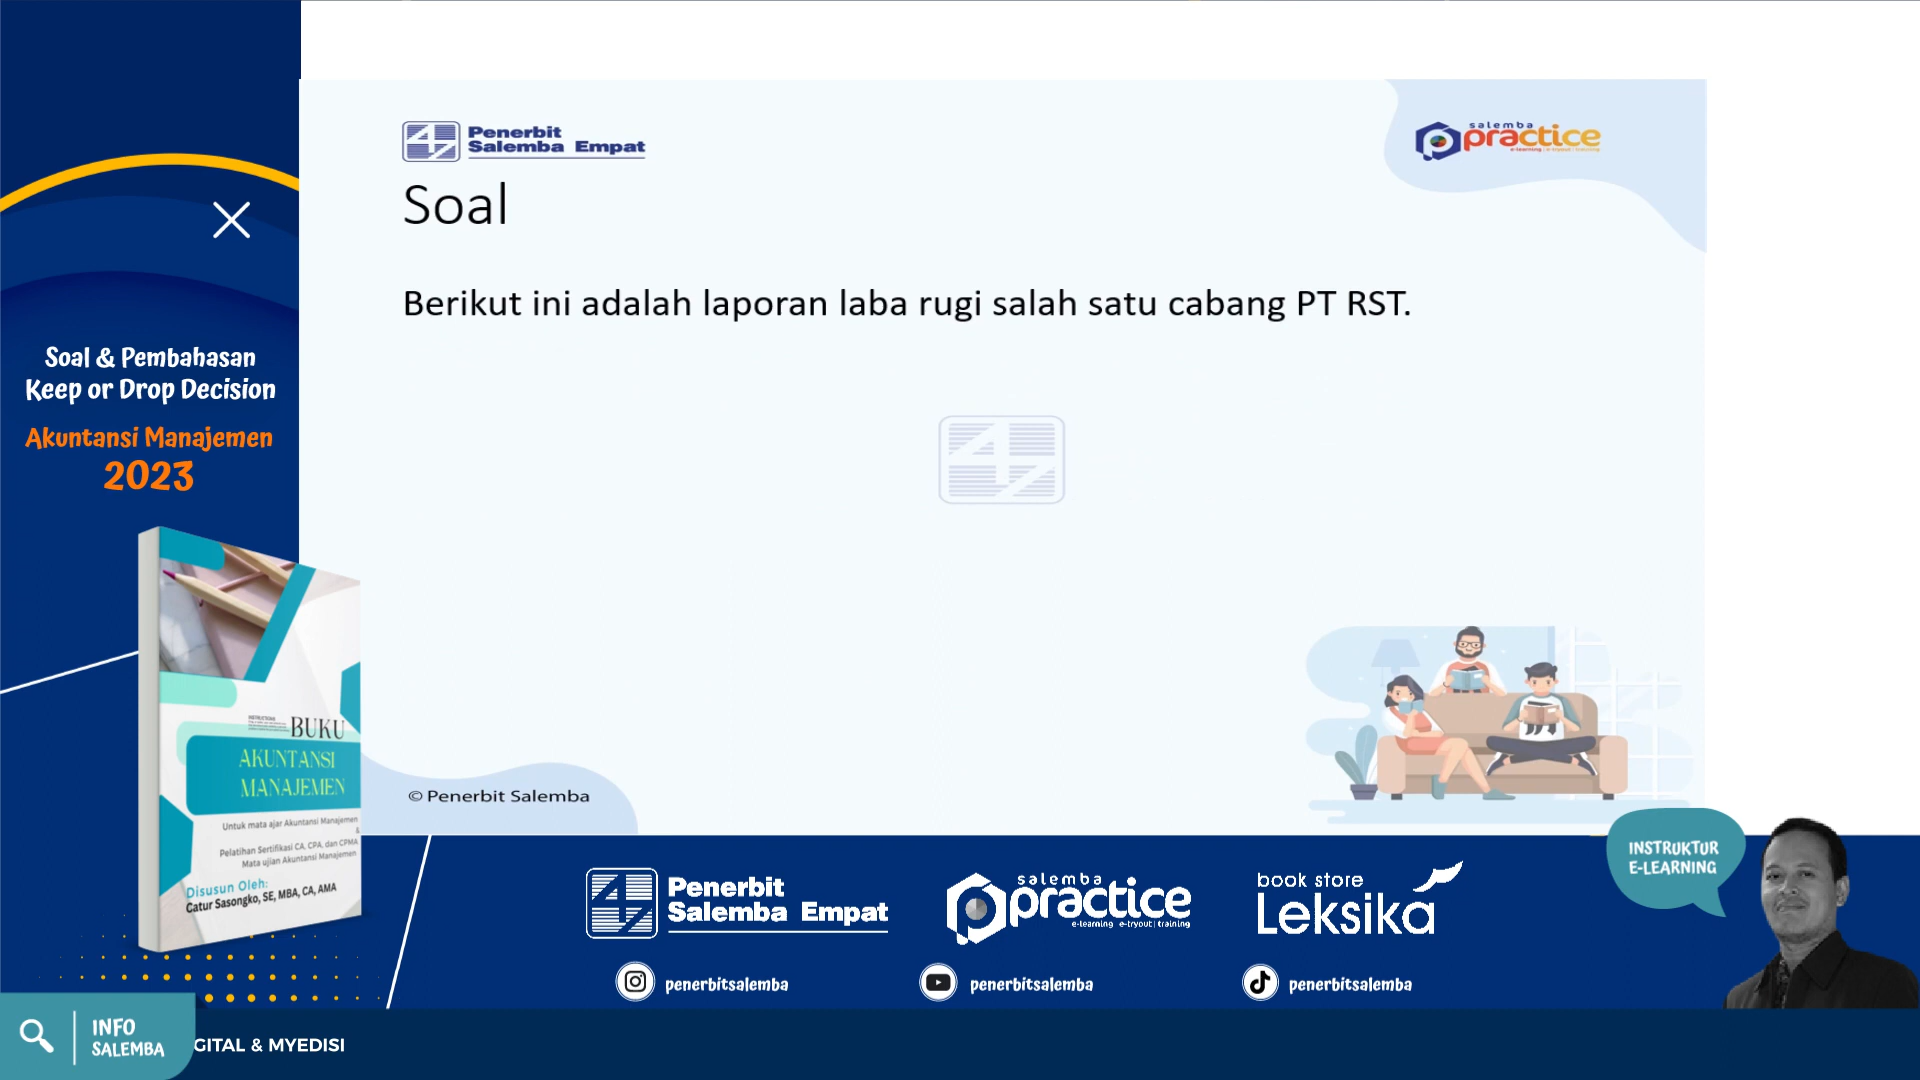 Penerbit
Salemba Empat
salemba
practice
e-learning | e-tryout | training
Soal
Berikut ini adalah laporan laba rugi salah satu cabang PT RST.
Soal & Pembahasan
Keep or Drop Decision
Akuntansi Manajemen
2023
BUKU
AKUNTANSI
MANAJEMEN
Untuk mata ajar Akuntansi Manajemen
&
Pelatihan Sertifikasi CA, CPA, dan CPMA
Mata ujian Akuntansi Manajemen
Disusun Oleh:
Catur Sasongko, SE, MBA, CA, AMA
© Penerbit Salemba
INSTRUKTUR
E-LEARNING
Penerbit
Salemba Empat
salemba
practice
e-learning e-tryout | training
book store
Leksika
penerbitsalemba
penerbitsalemba
penerbitsalemba
INFO
SALEMBA
GITAL & MYEDISI